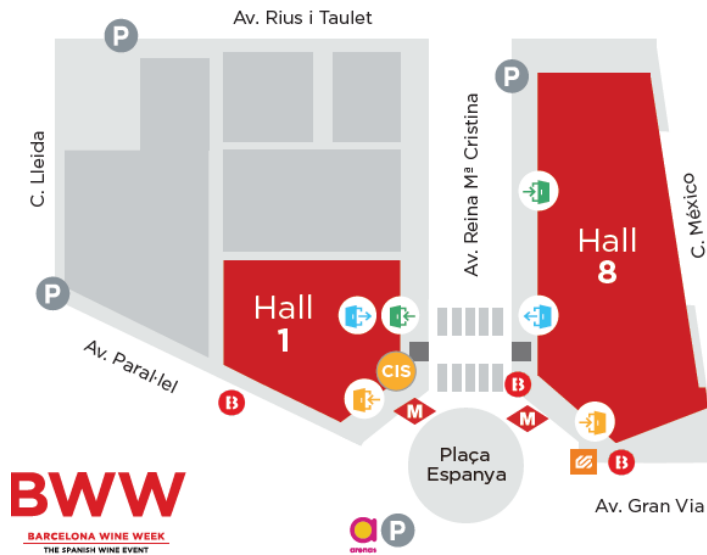 Av. Rius i Taulet
P
P
C. Lleida
Av. Reina Mª Cristina
C. México
Hall
8
P
Hall
1
Av. Paral·lel
CIS
B
B
M
M
Plaça
Espanya
B
Av. Gran Via
BWW
BARCELONA WINE WEEK
THE SPANISH WINE EVENT
a
arenas
P